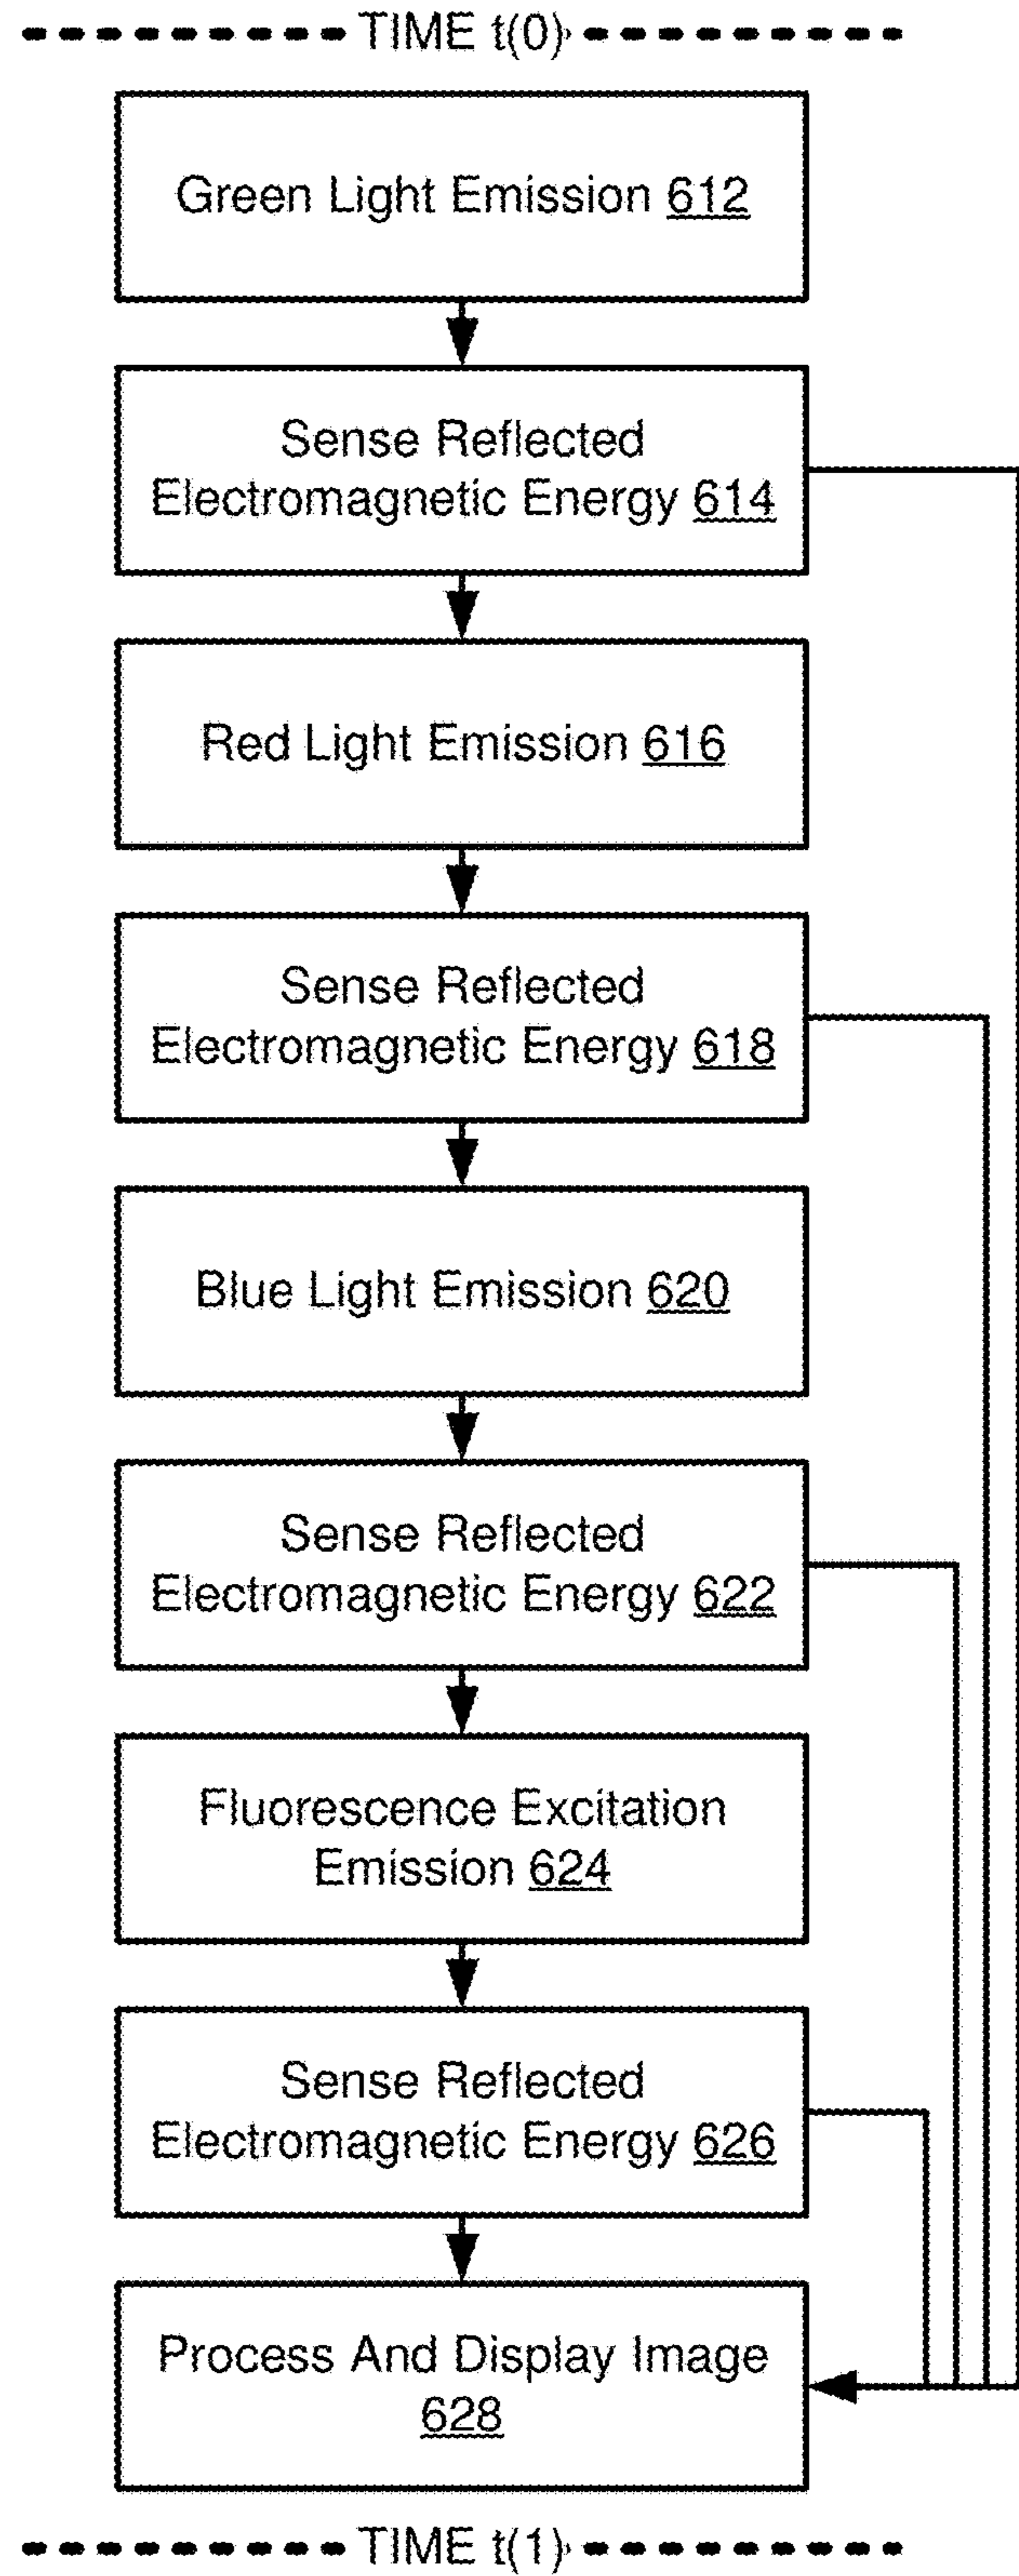 TIME t(0)
Green Light Emission 612
Sense Reflected
Electromagnetic Energy 614
Red Light Emission 616
Sense Reflected
Electromagnetic Energy 618
Blue Light Emission 620
Sense Reflected
Electromagnetic Energy 622
Fluorescence Excitation
Emission 624
Sense Reflected
Electromagnetic Energy 626
Process And Display Image
628
TIME t(1)